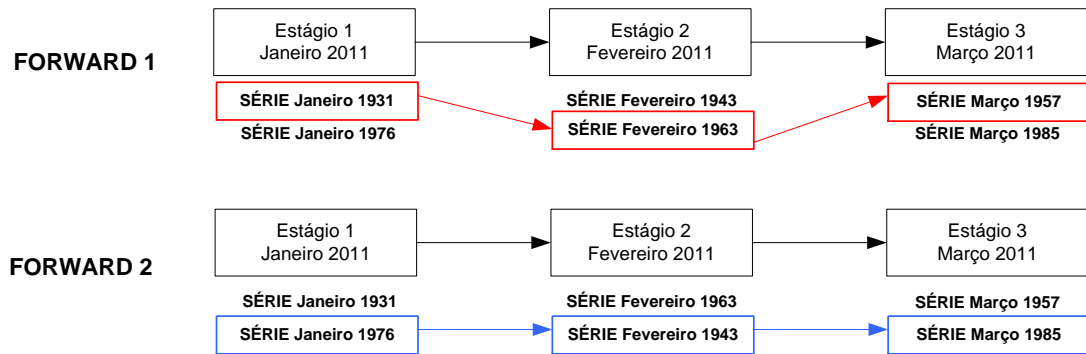 FORWARD 1
Estágio 1
Janeiro 2011
Estágio 2
Fevereiro 2011
Estágio 3
Março 2011
SÉRIE Janeiro 1931
SÉRIE Fevereiro 1943
SÉRIE Março 1957
SÉRIE Janeiro 1976
SÉRIE Fevereiro 1963
SÉRIE Março 1985
FORWARD 2
Estágio 1
Janeiro 2011
Estágio 2
Fevereiro 2011
Estágio 3
Março 2011
SÉRIE Janeiro 1931
SÉRIE Fevereiro 1963
SÉRIE Março 1957
SÉRIE Janeiro 1976
SÉRIE Fevereiro 1943
SÉRIE Março 1985